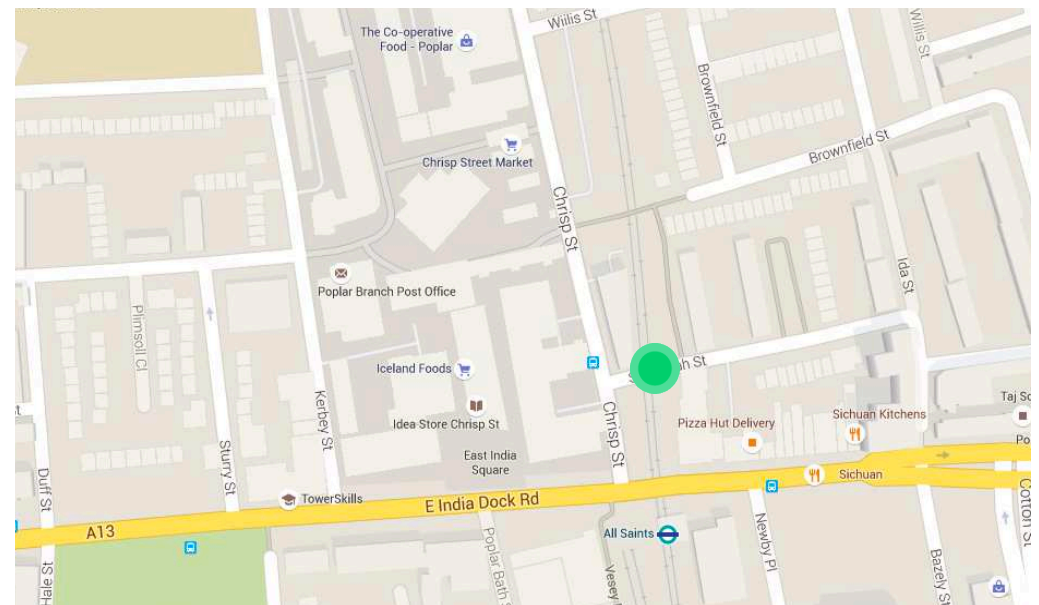 Willis St
The Co-operative
Food - Poplar
Willis St
Brownfield St
Chrisp Street Market
Brownfield St
Chrisp St
Ida St
Poplar Branch Post Office
Plimsoll Cl
Iceland Foods
h St
Kerbey St
Idea Store Chrisp St
Chrisp St
Pizza Hut Delivery
Sichuan Kitchens
Taj
East India
Square
Sturry St
Duff St
TowerSkills
E India Dock Rd
Sichuan
Po
A13
Cotton St
All Saints
Newby Pl
Poplar Bath
Vesey
Hale St
Bazely St